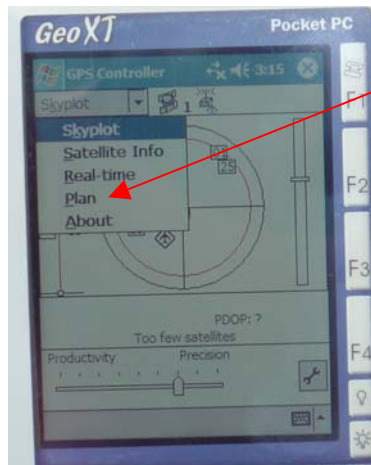 GeoXT Pocket PC
GPS Controller 3:15
Skyplot 1
Skyplot
Satellite Info
Real-time
Plan
About
25
PDOP: ?
Too few satellites
Productivity Precision
F1
F2
F3
F4